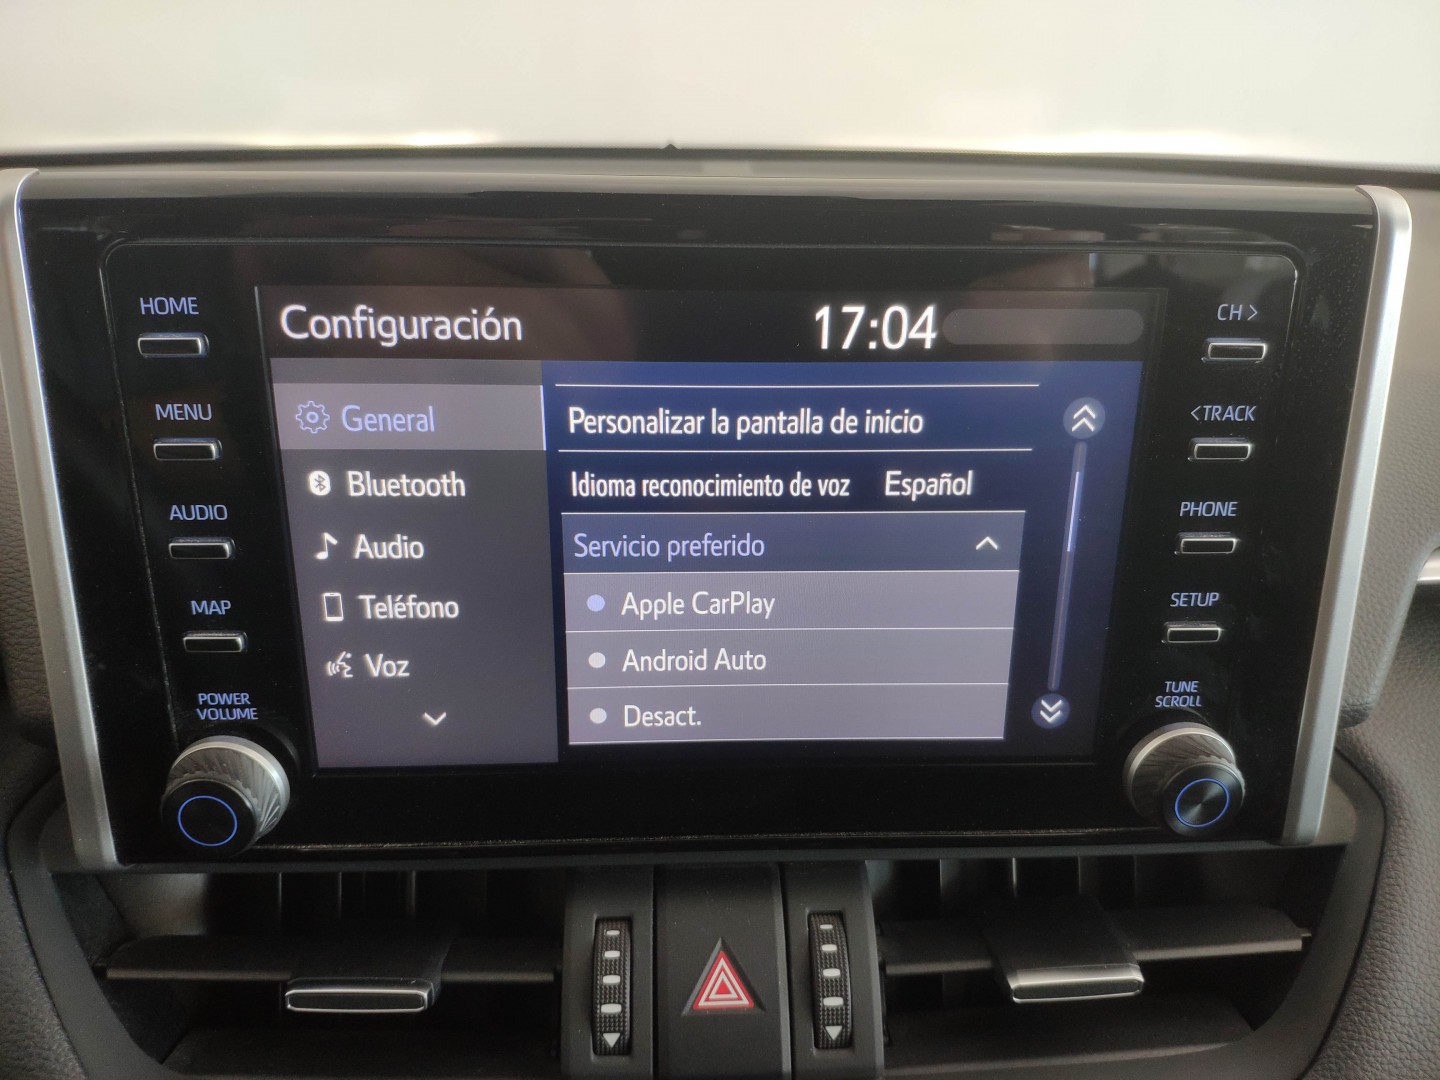 HOME
MENU
AUDIO
MAP
POWER
VOLUME
Configuración
17:04
General
Bluetooth
Audio
Teléfono
Voz
Personalizar la pantalla de inicio
Idioma reconocimiento de voz Español
Servicio preferido
Apple CarPlay
Android Auto
Desact.
CH >
<TRACK
PHONE
SETUP
TUNE
SCROLL